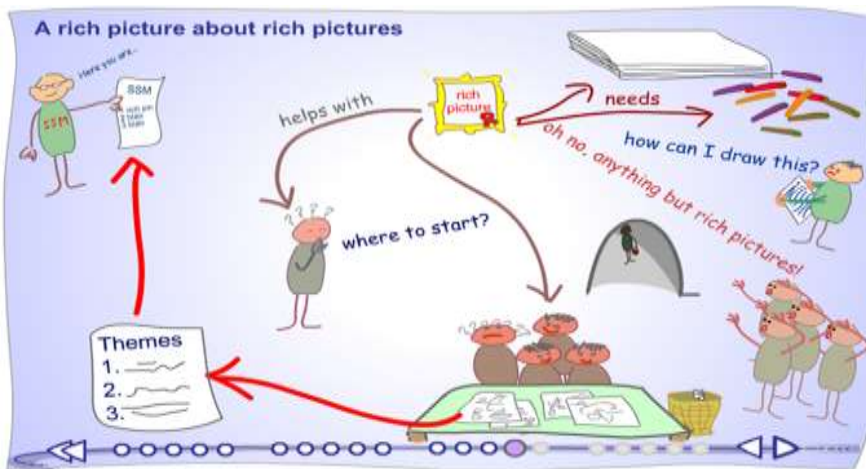 A rich picture about rich pictures
Here you are...
SSM
SSM
helps with
rich
picture
needs
how can I draw this?
oh no, anything but rich pictures!
where to start?
? ? ? ?
Themes
1.
2.
3.